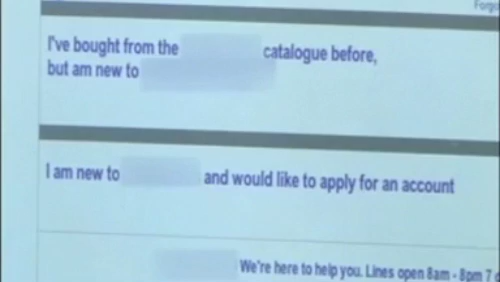 Forgo
I've bought from the catalogue before,
but am new to
I am new to and would like to apply for an account
We're here to help you. Lines open 8am - 8pm 7 d